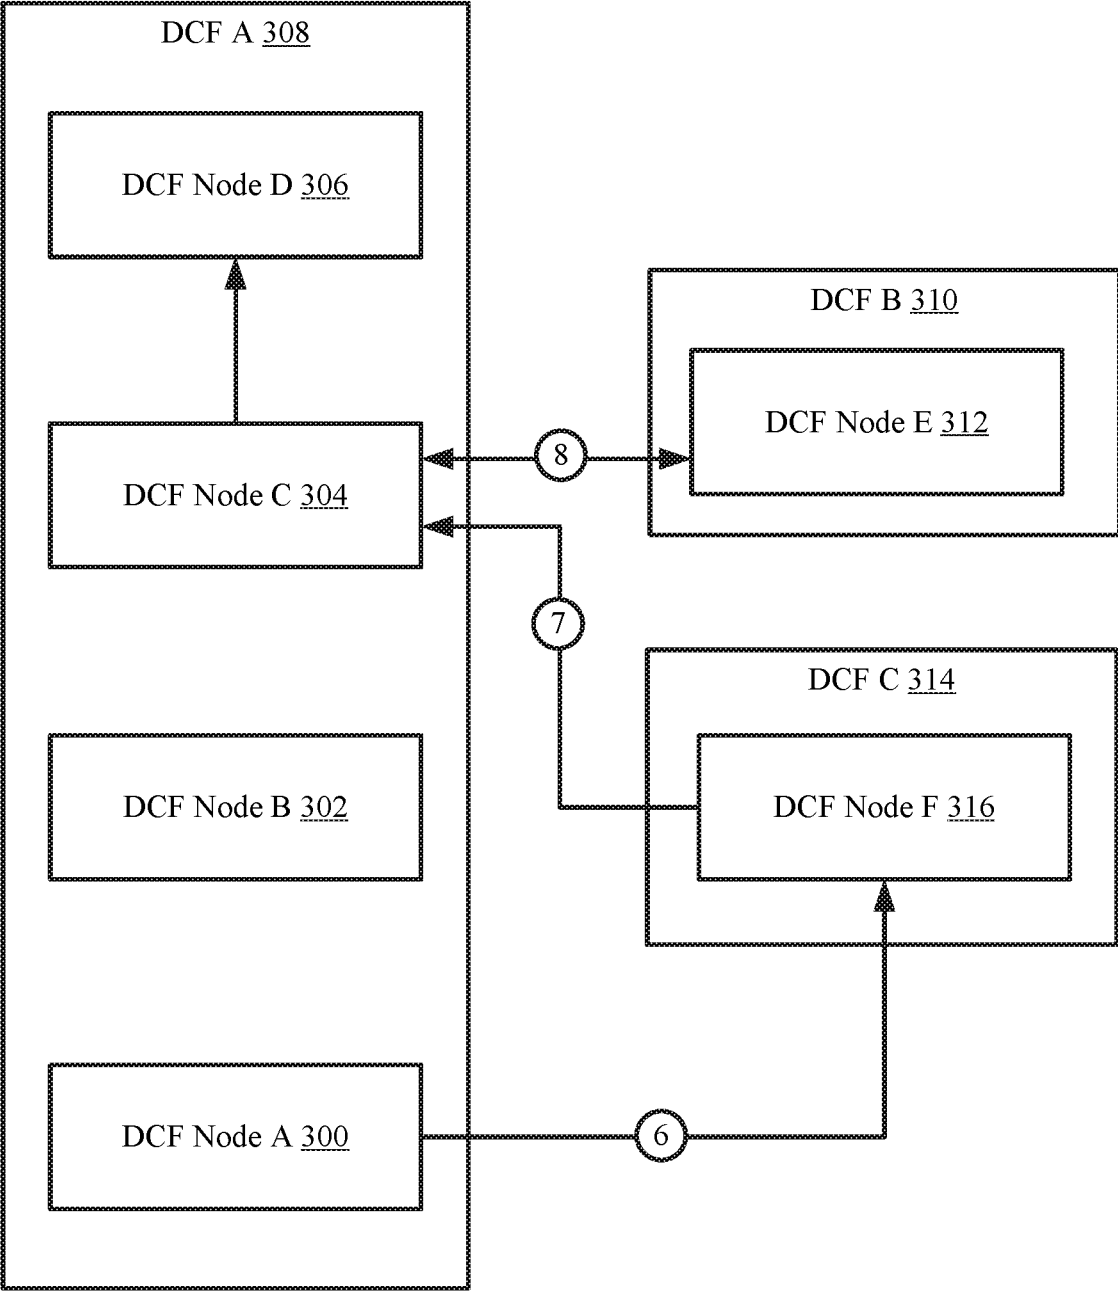 DCF A 308
DCF Node D 306
DCF B 310
DCF Node E 312
8
DCF Node C 304
7
DCF C 314
DCF Node B 302
DCF Node F 316
DCF Node A 300
6